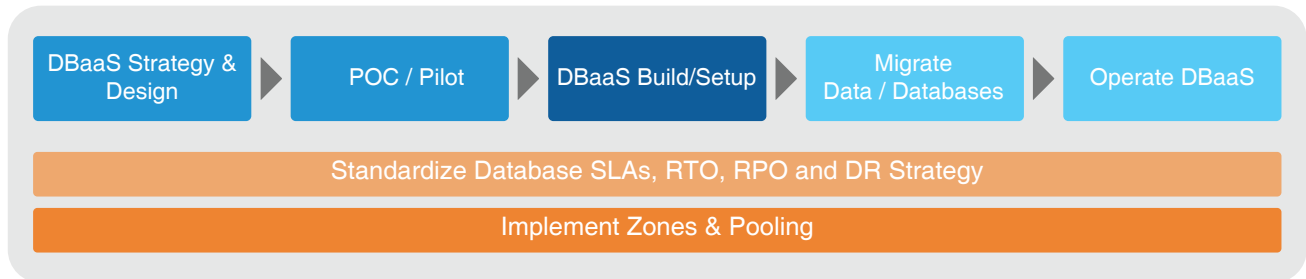 DBaaS Strategy &
Design
POC / Pilot
DBaaS Build/Setup
Migrate
Data / Databases
Operate DBaaS
Standardize Database SLAs, RTO, RPO and DR Strategy
Implement Zones & Pooling